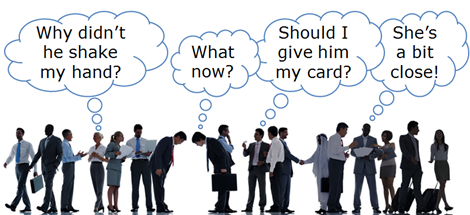 Why didn't
he shake
my hand?
What
now?
Should I
give him
my card?
She's
a bit
close!